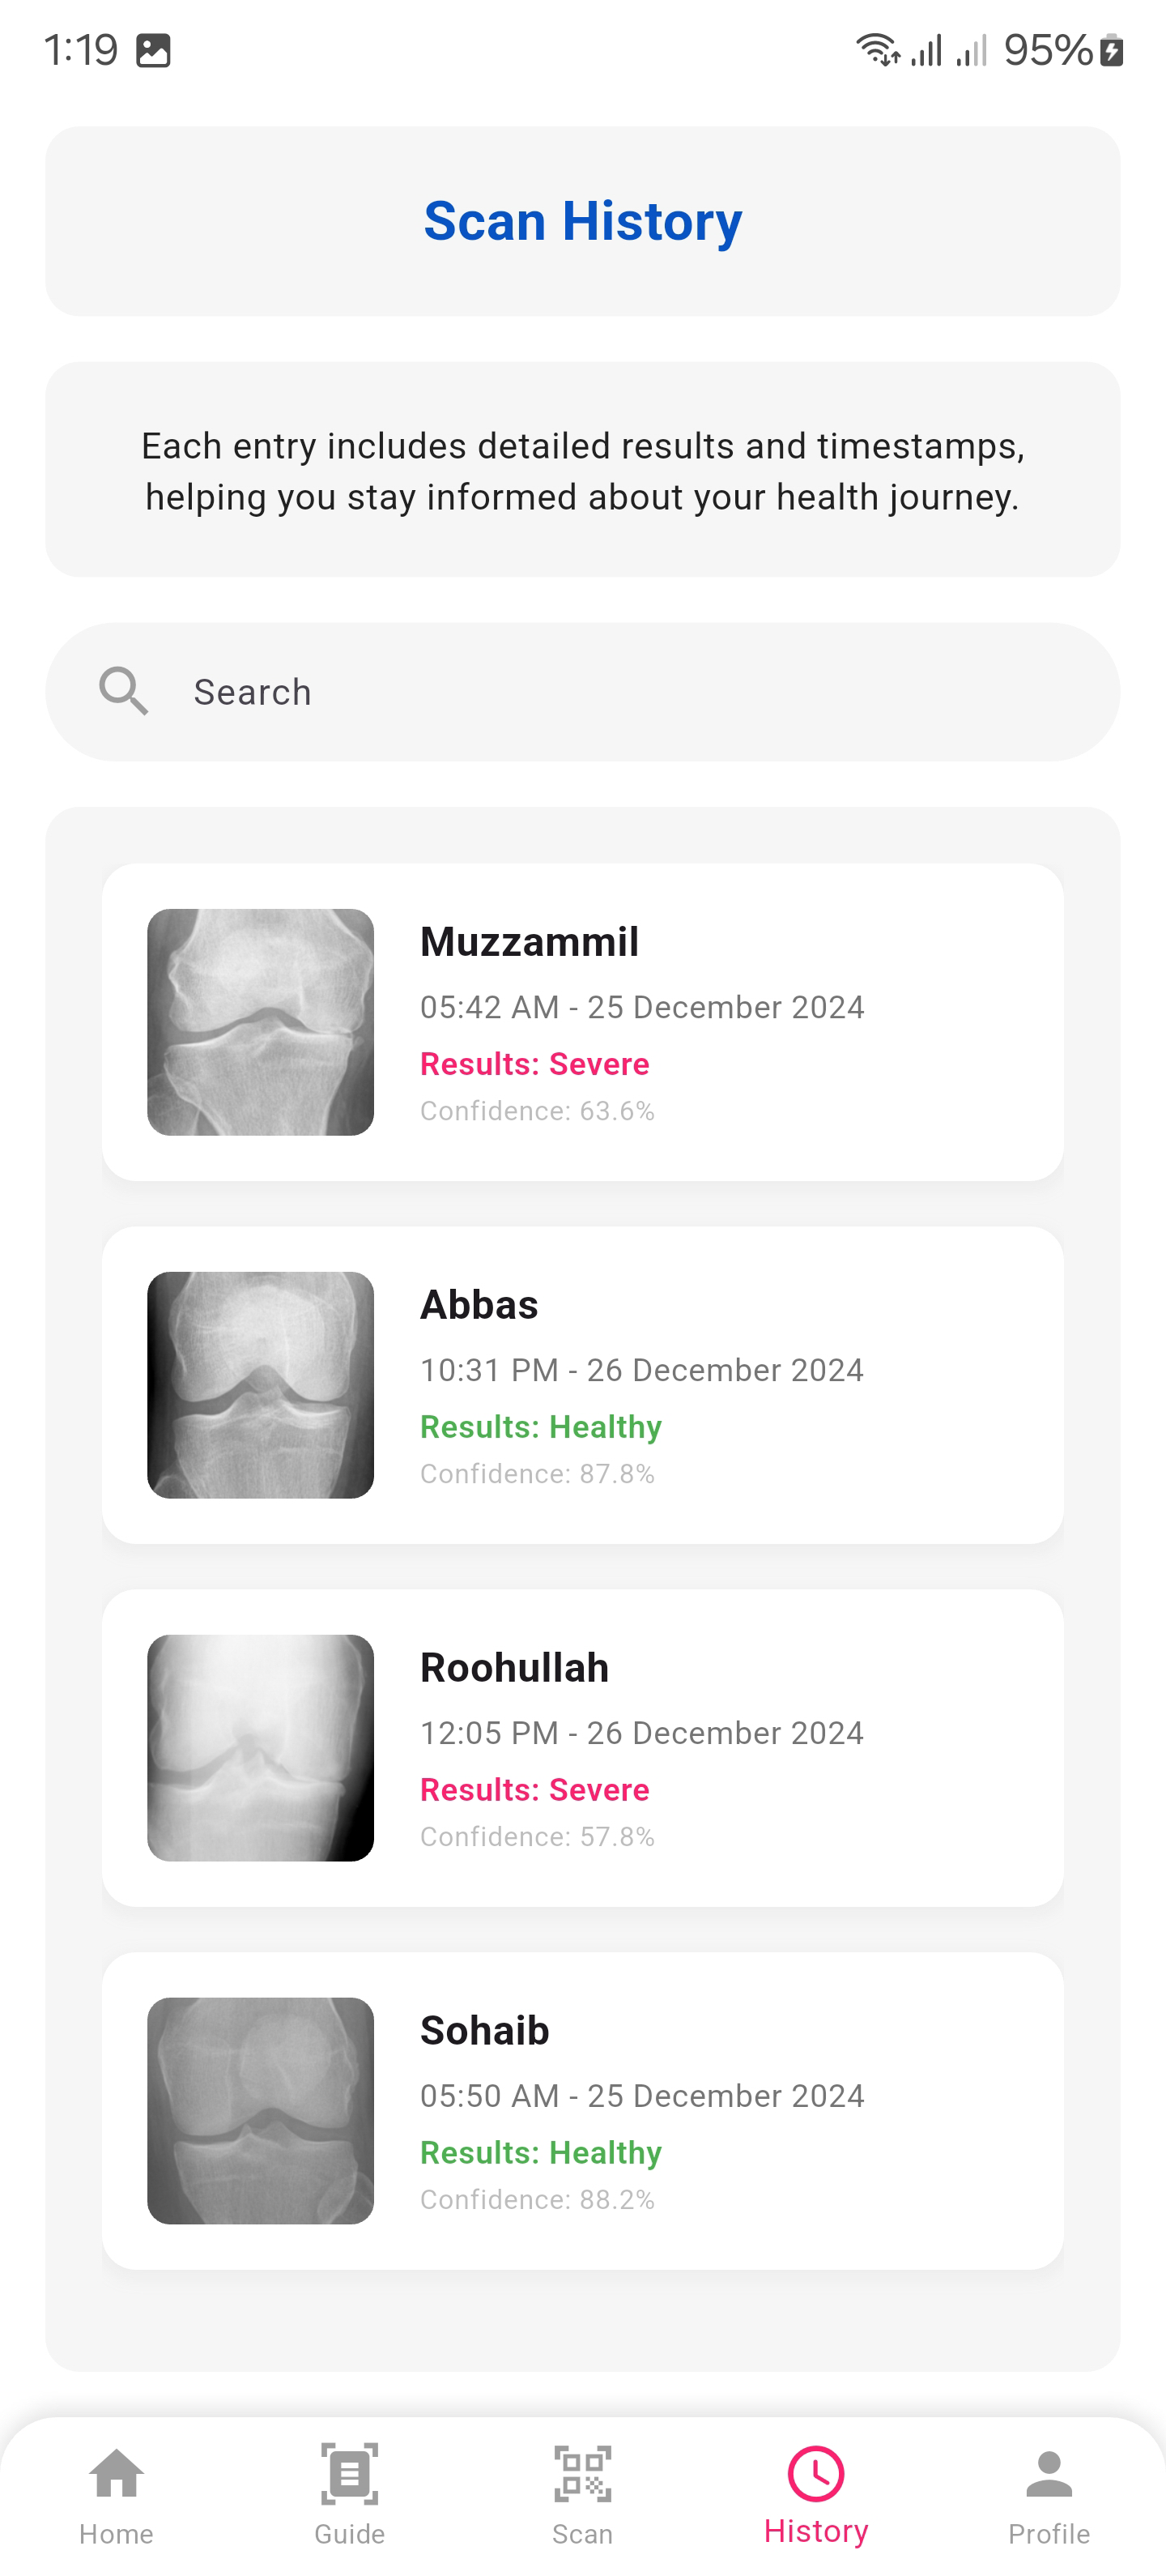 1:19
95%
Scan History
Each entry includes detailed results and timestamps,
helping you stay informed about your health journey.
Search
Muzzammil
05:42 AM - 25 December 2024
Results: Severe
Confidence: 63.6%
Abbas
10:31 PM - 26 December 2024
Results: Healthy
Confidence: 87.8%
Roohullah
12:05 PM - 26 December 2024
Results: Severe
Confidence: 57.8%
Sohaib
05:50 AM - 25 December 2024
Results: Healthy
Confidence: 88.2%
Home
Guide
Scan
History
Profile